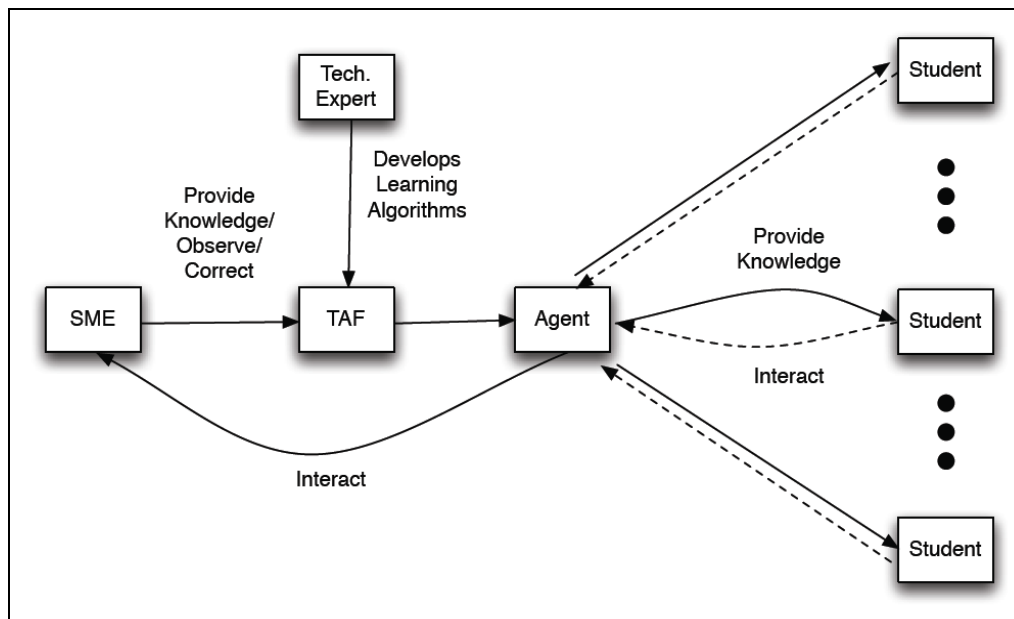 Tech.
Expert
Student
Develops
Learning
Algorithms
Provide
Knowledge/
Observe/
Correct
Provide
Knowledge
SME
TAF
Agent
Student
Interact
Interact
Student